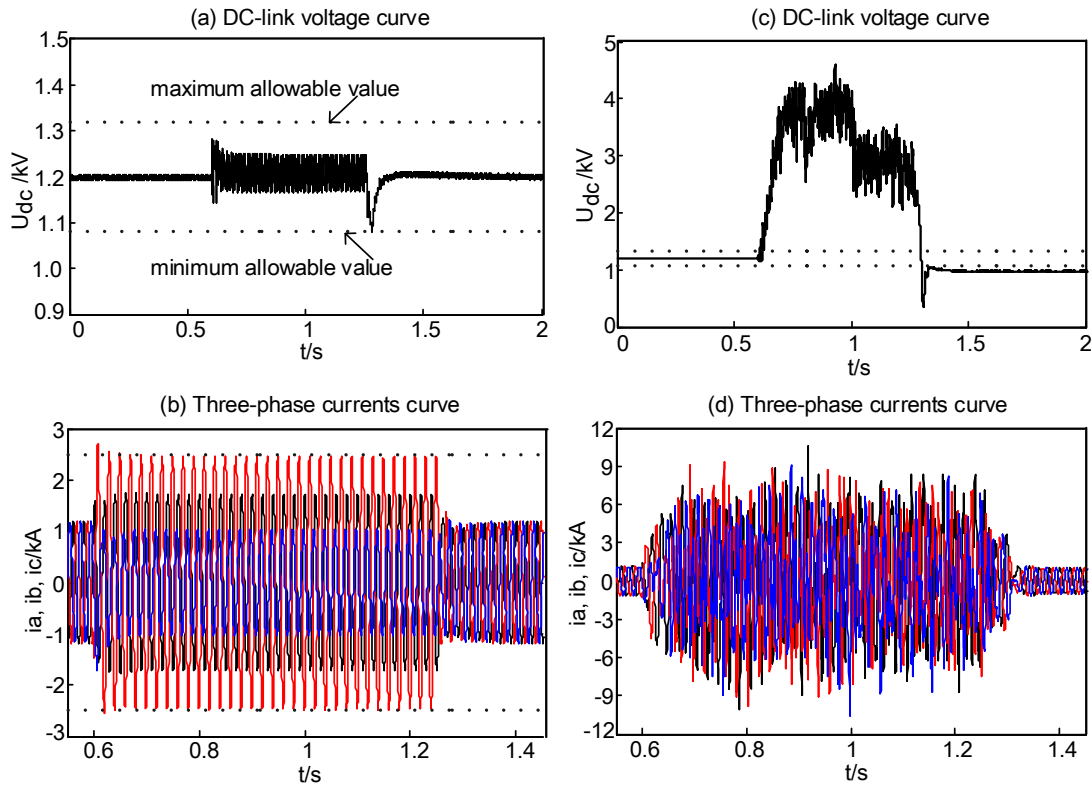 (a) DC-link voltage curve
1.5
1.4
1.3
1.2
1.1
1.0
0.9
U_dc /kV
maximum allowable value
minimum allowable value
0 0.5 1 1.5 2
t/s
(c) DC-link voltage curve
5
4
3
2
1
0
U_dc /kV
0 0.5 1 1.5 2
t/s
(b) Three-phase currents curve
3
2
1
0
-1
-2
-3
ia, ib, ic/kA
0.6 0.8 1 1.2 1.4
t/s
(d) Three-phase currents curve
12
9
6
3
0
-3
-6
-9
-12
ia, ib, ic/kA
0.6 0.8 1 1.2 1.4
t/s